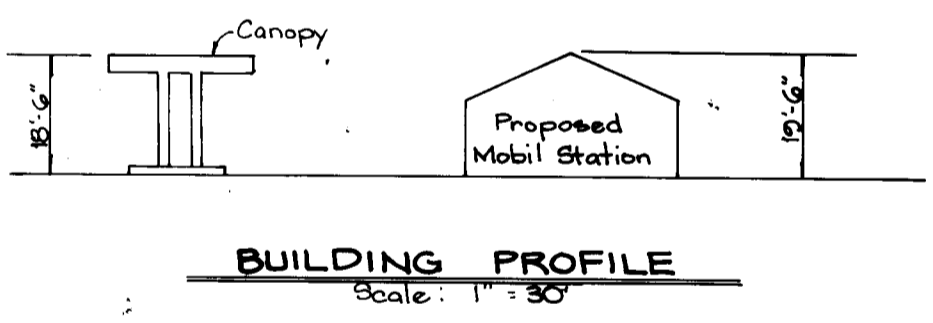 Canopy
18'-6"
Proposed
Mobil Station
19'-6"
BUILDING PROFILE
Scale: 1" = 30'